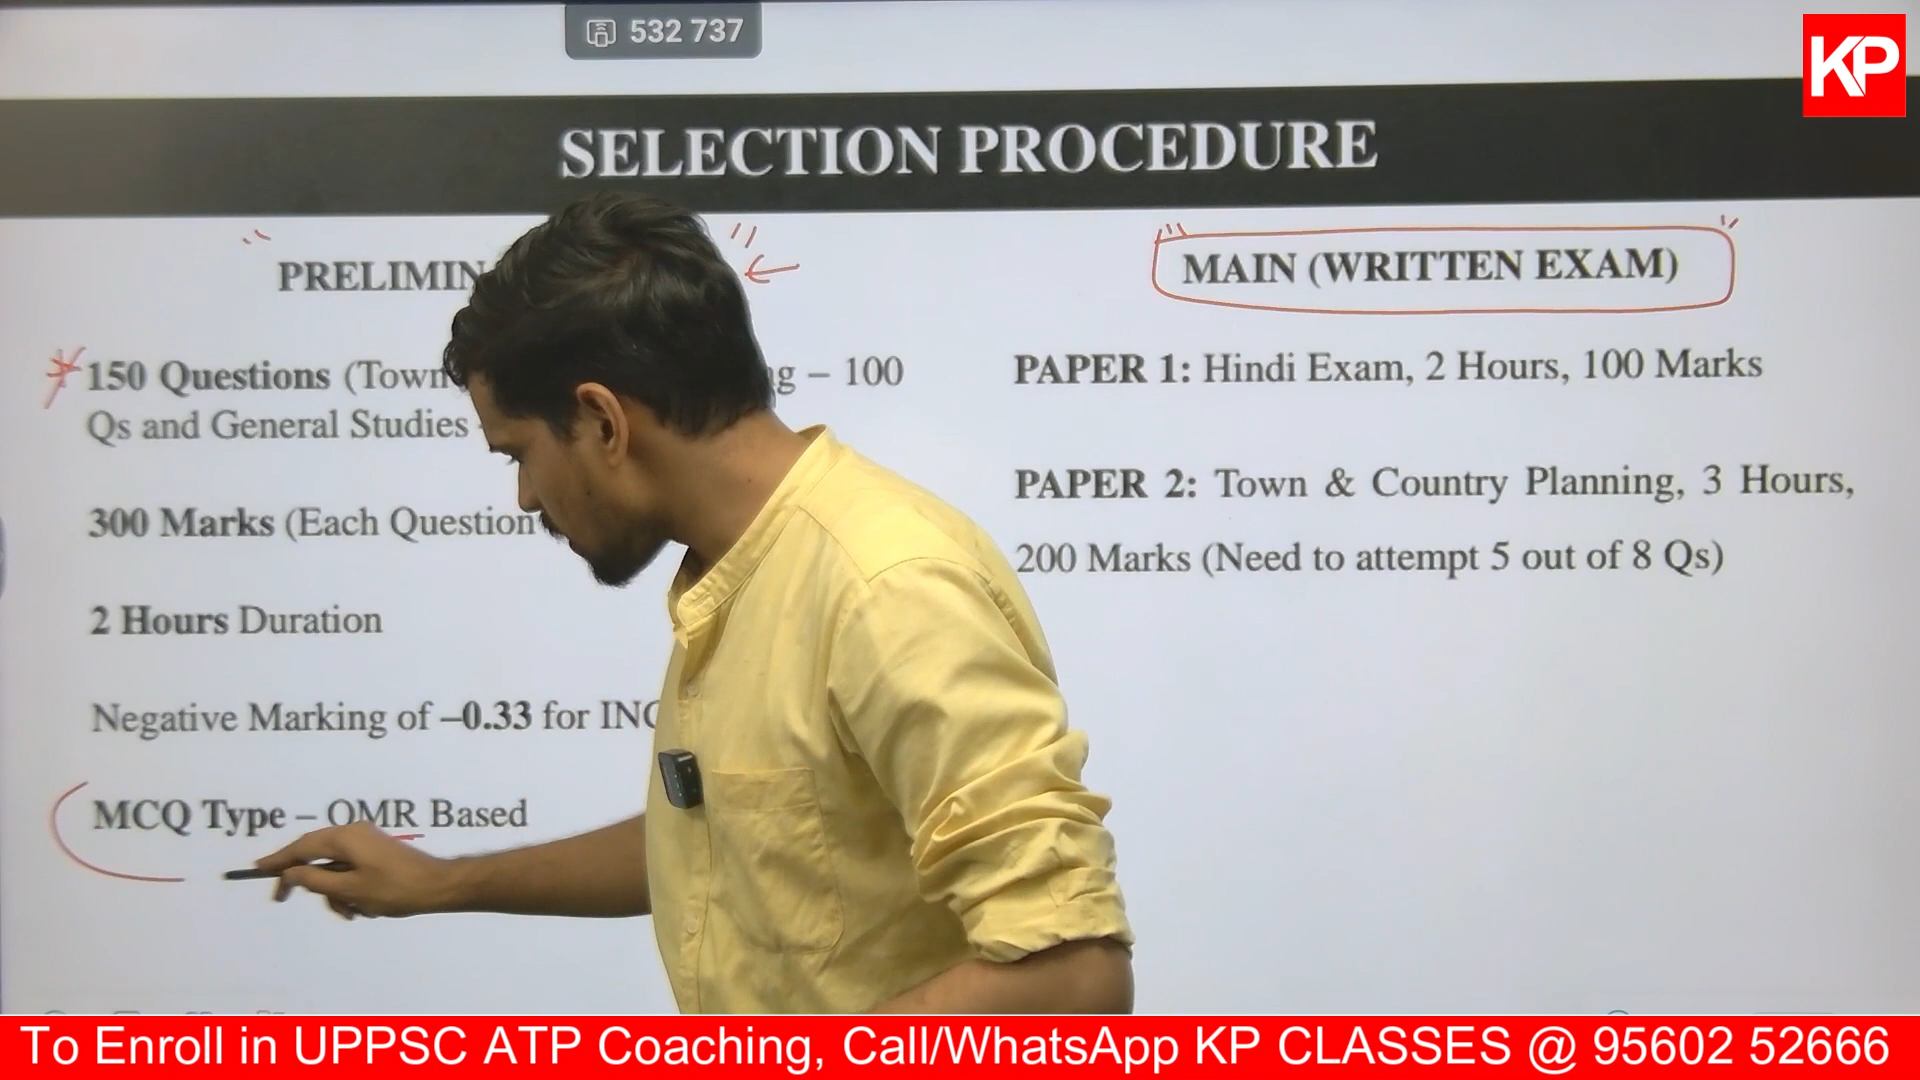 532 737
KP
SELECTION PROCEDURE
MAIN (WRITTEN EXAM)
150 Questions (Town – 100
Qs and General Studies
300 Marks (Each Question
2 Hours Duration
Negative Marking of –0.33 for
MCQ Type – OMR Based
PAPER 1: Hindi Exam, 2 Hours, 100 Marks
PAPER 2: Town & Country Planning, 3 Hours,
200 Marks (Need to attempt 5 out of 8 Qs)
To Enroll in UPPSC ATP Coaching, Call/WhatsApp KP CLASSES @ 95602 52666